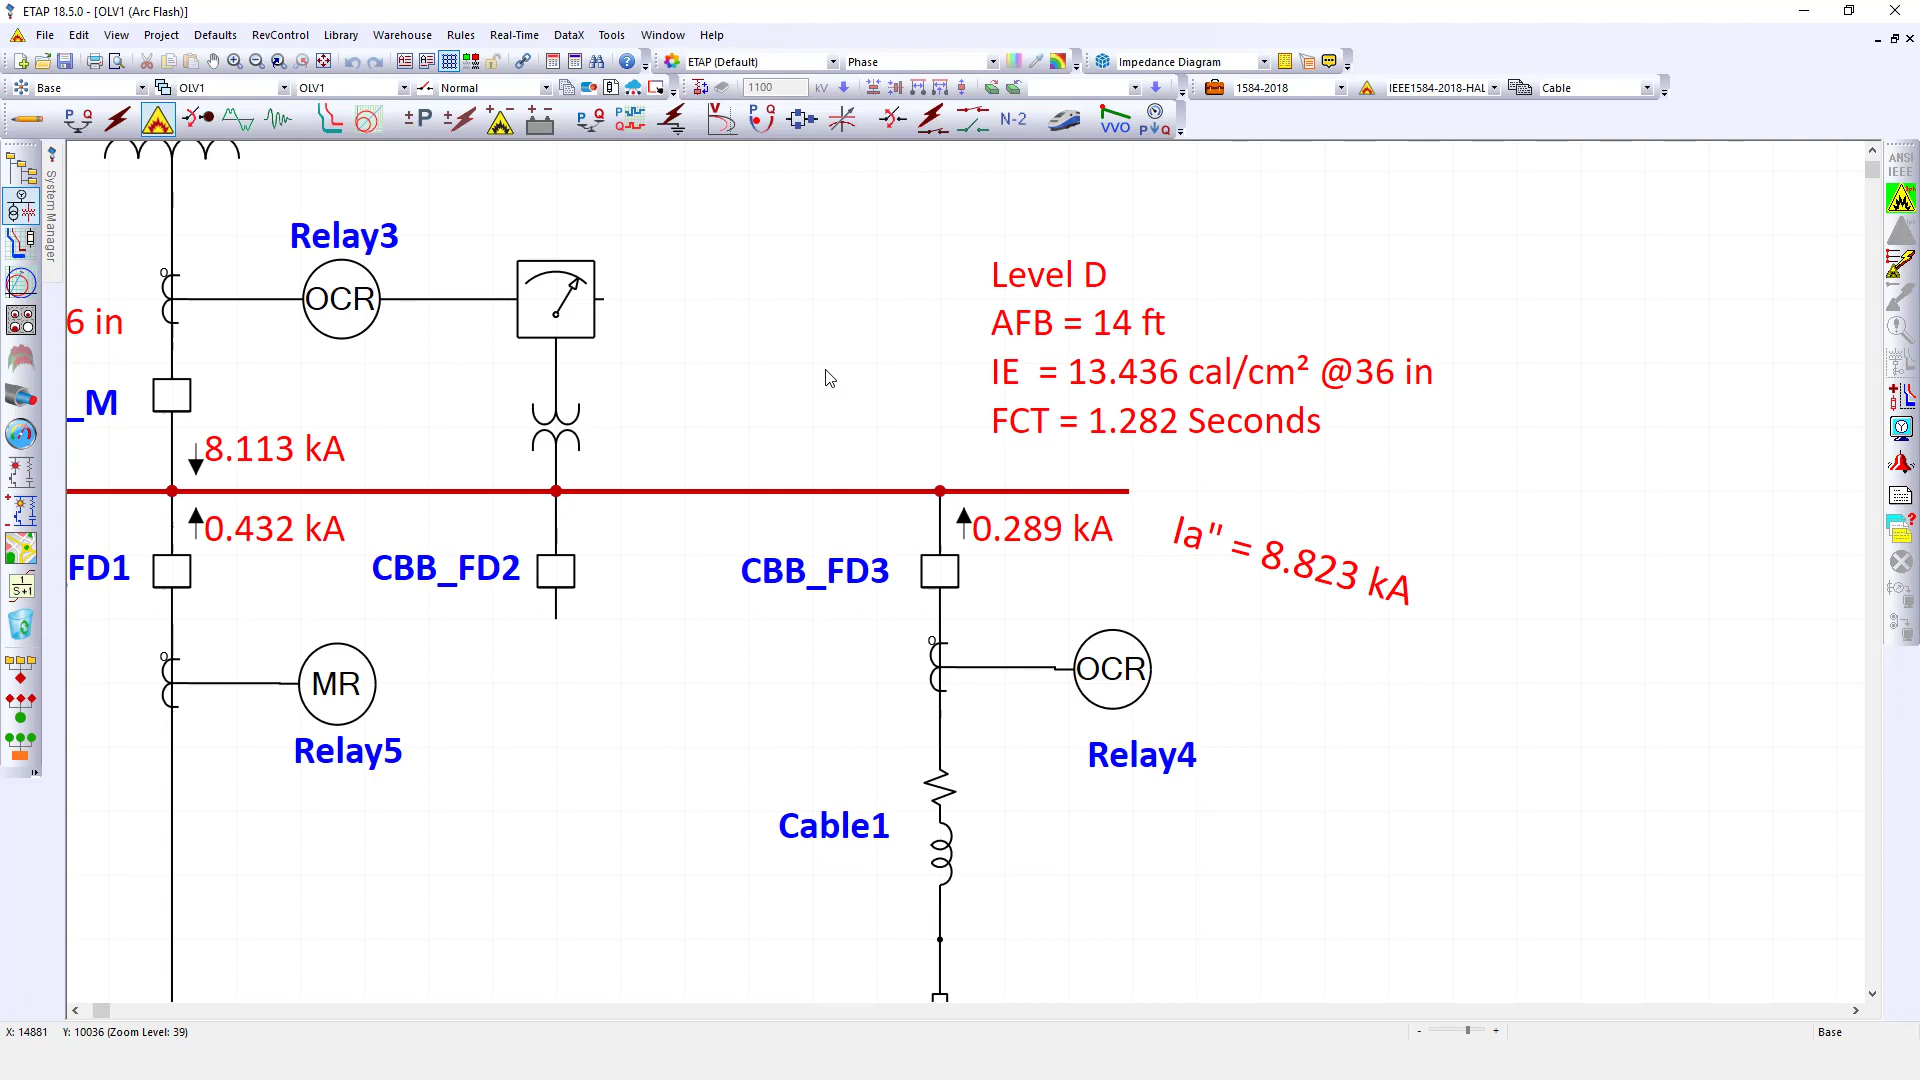 ETAP 18.5.0 - [OLV1 (Arc Flash)]
File Edit View Project Defaults RevControl Library Warehouse Rules Real-Time DataX Tools Window Help
ETAP (Default) Phase Impedance Diagram
Base OLV1 OLV1 Normal 1100 kV 1584-2018 IEEE1584-2018-HAL Cable
N-2
VVO
ANSI
IEEE
System Manager
Relay3
OCR
6 in
_M
Level D
AFB = 14 ft
IE = 13.436 cal/cm² @36 in
FCT = 1.282 Seconds
8.113 kA
0.432 kA
0.289 kA
Ia" = 8.823 kA
FD1
CBB_FD2
CBB_FD3
MR
OCR
Relay5
Relay4
Cable1
X: 14881 Y: 10036 (Zoom Level: 39)
- +
Base